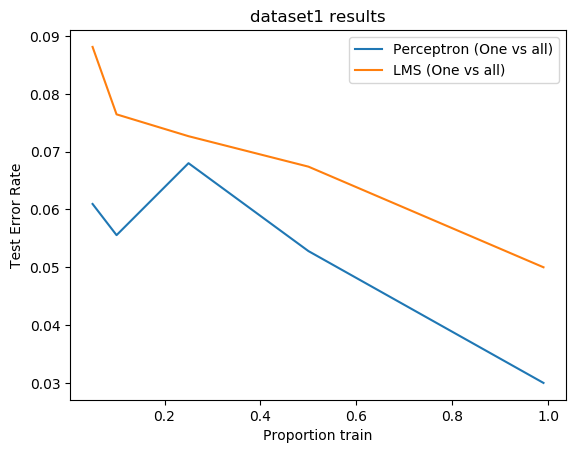 dataset1 results
Perceptron (One vs all)
LMS (One vs all)
Test Error Rate
0.09
0.08
0.07
0.06
0.05
0.04
0.03
0.2 0.4 0.6 0.8 1.0
Proportion train